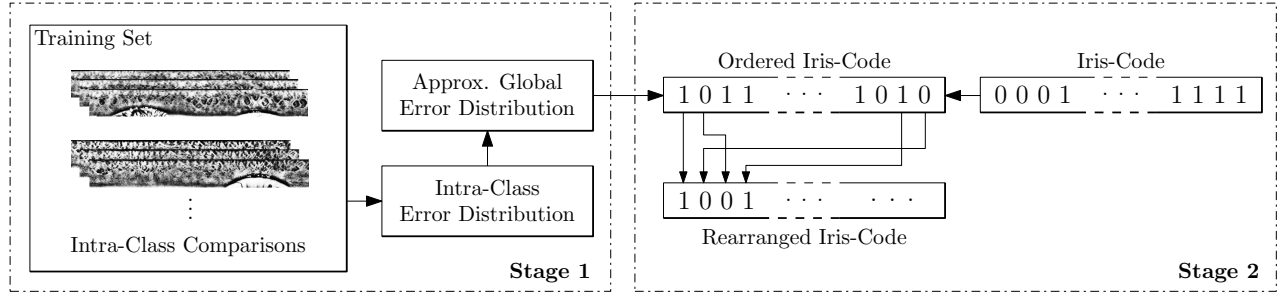 Training Set
⋮
Intra-Class Comparisons
Approx. Global
Error Distribution
Intra-Class
Error Distribution
Stage 1
Ordered Iris-Code
1 0 1 1 · · · 1 0 1 0
Iris-Code
0 0 0 1 · · · 1 1 1 1
1 0 0 1 · · · · · ·
Rearranged Iris-Code
Stage 2